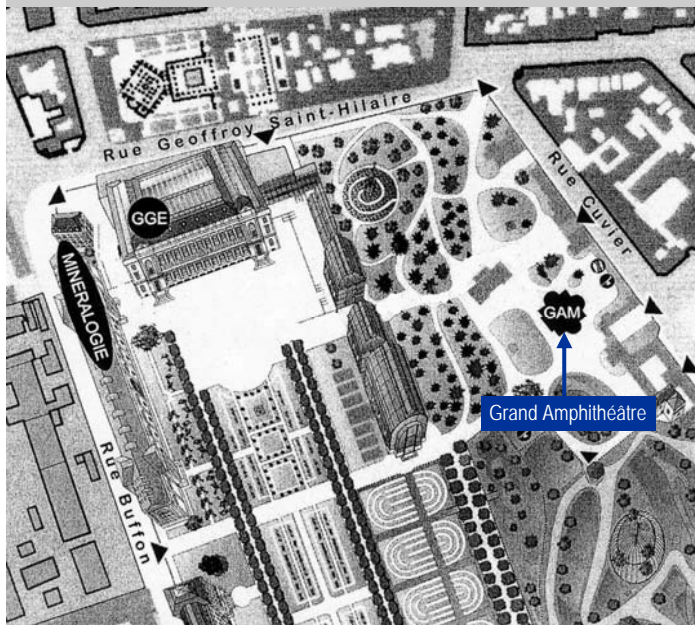 Rue Geoffroy Saint-Hilaire
Rue Cuvier
GGE
MINERALOGIE
GAM
Grand Amphithéâtre
Rue Buffon